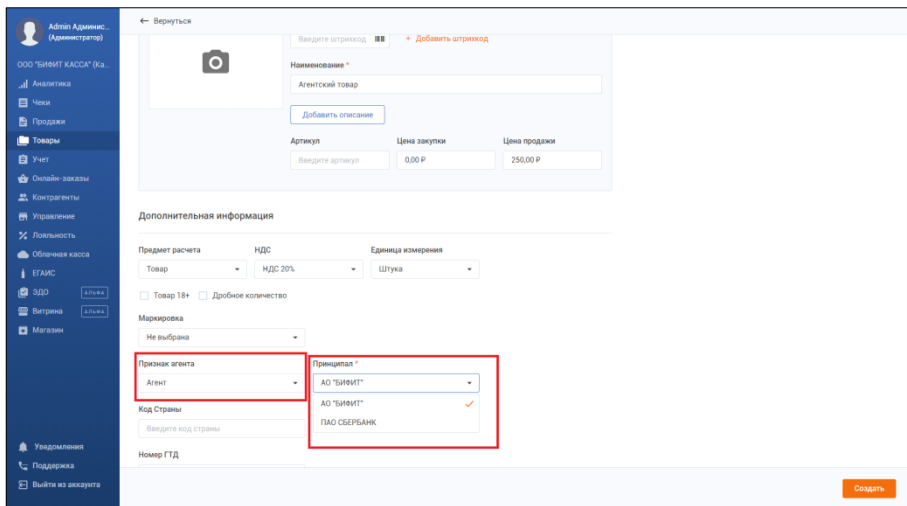 Admin Админис...
(Администратор)
← Вернуться
ООО "БИФИТ КАССА" (Ка...
Аналитика
Чеки
Продажи
Товары
Учет
Онлайн-заказы
Контрагенты
Управление
Лояльность
Облачная касса
ЕГАИС
ЭДО АЛЬФА
Витрина АЛЬФА
Магазин
Уведомления
Поддержка
Выйти из аккаунта
Введите штрихкод + Добавить штрихкод
Наименование *
Агентский товар
Добавить описание
Артикул Цена закупки Цена продажи
Введите артикул 0,00 ₽ 250,00 ₽
Дополнительная информация
Предмет расчета НДС Единица измерения
Товар НДС 20% Штука
Товар 18+ Дробное количество
Маркировка
Не выбрана
Признак агента Принципал *
Агент АО "БИФИТ"
АО "БИФИТ"
ПАО СБЕРБАНК
Код Страны
Введите код страны
Номер ГТД
Создать